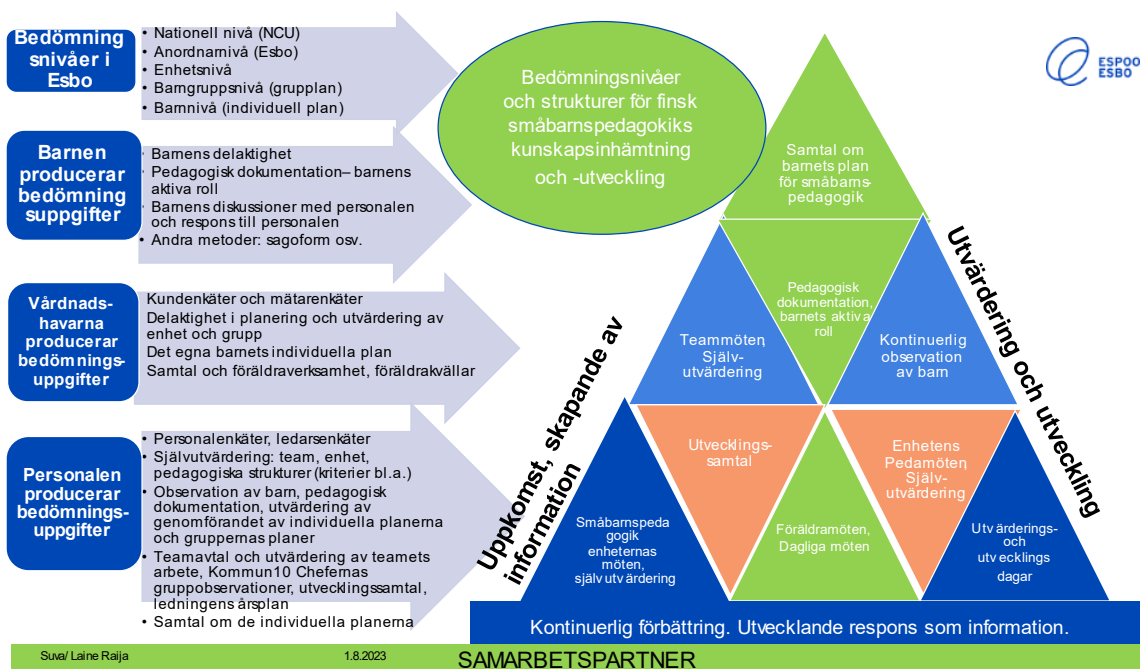 Bedömning
snivåer i
Esbo
• Nationell nivå (NCU)
• Anordnarnivå (Esbo)
• Enhetsnivå
• Barngruppsnivå (grupplan)
• Barnnivå (individuell plan)
Barnen
producerar
bedömning
suppgifter
• Barnens delaktighet
• Pedagogisk dokumentation– barnens
aktiva roll
• Barnens diskussioner med personalen
och respons till personalen
• Andra metoder: sagoform osv.
Vårdnads-
havarna
producerar
bedömnings-
uppgifter
Kundenkäter och mätarenkäter
Delaktighet i planering och utvärdering av
enhet och grupp
Det egna barnets individuella plan
Samtal och föräldraverksamhet, föräldrakvällar
Personalen
producerar
bedömnings-
uppgifter
• Personalenkäter, ledarsenkäter
• Självutvärdering: team, enhet,
pedagogiska strukturer (kriterier bl.a.)
• Observation av barn, pedagogisk
dokumentation, utvärdering av
genomförandet av individuella planerna
och gruppernas planer
• Teamavtal och utvärdering av teamets
arbete, Kommun10 Chefernas
gruppobservationer, utvecklingssamtal,
ledningens årsplan
• Samtal om de individuella planerna
Bedömningsnivåer
och strukturer för finsk
småbarnspedagokiks
kunskapsinhämtning
och -utveckling
ESPOO
ESBO
Samtal om
barnets plan
för småbarns-
pedagogik
Uppkomst, skapande av
information
Utvärdering och utveckling
Teammöten,
Själv-
utvärdering
Pedagogisk
dokumentation,
barnets aktiva
roll
Kontinuerlig
observation
av barn
Småbarnspeda
gogik
enheternas
möten,
självutvärdering
Utvecklings-
samtal
Föräldramöten,
Dagliga möten
Enhetens
Pedamöten,
Själv-
utvärdering
Utvärderings-
och
utvecklings
dagar
Kontinuerlig förbättring. Utvecklande respons som information.
Suva/ Laine Raija
1.8.2023
SAMARBETSPARTNER